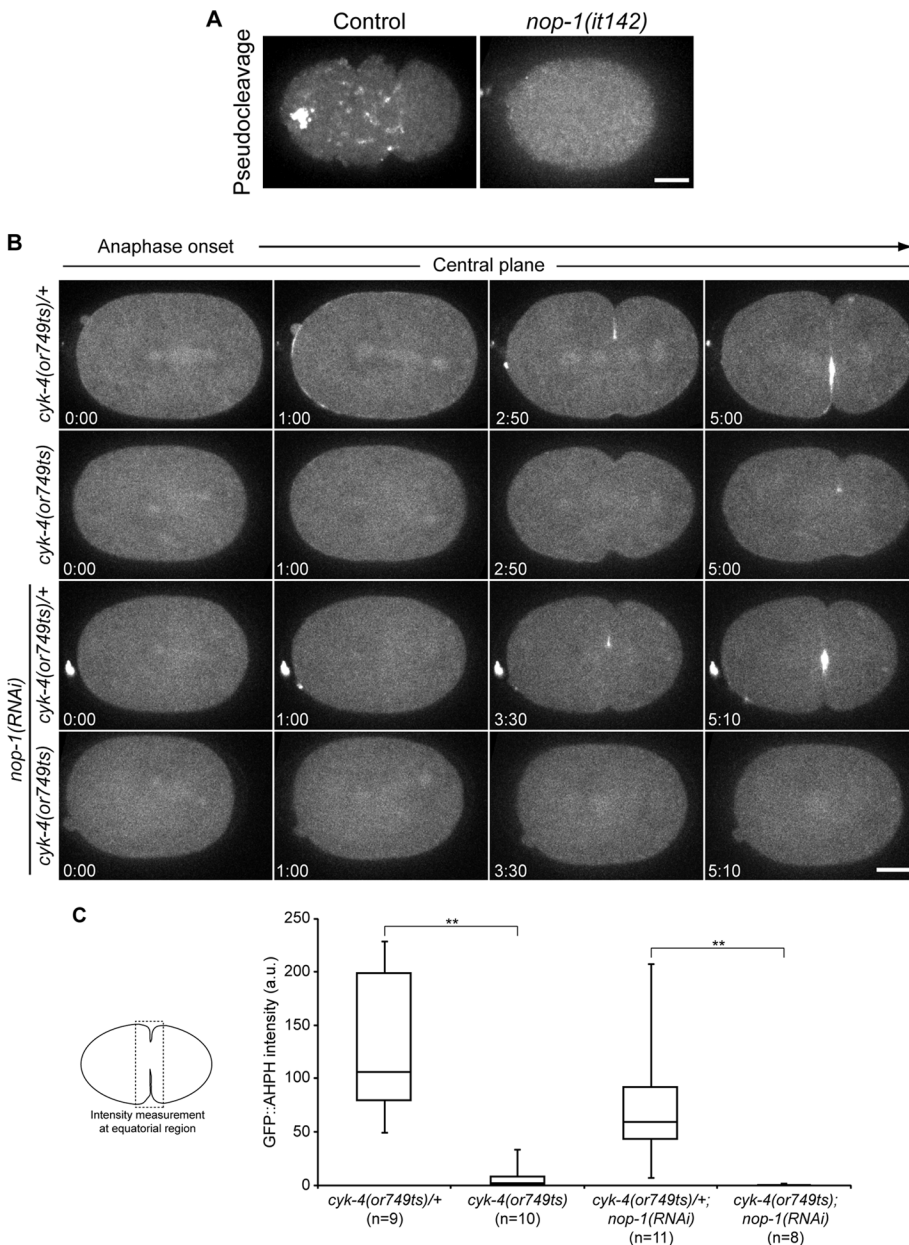 A
Control
nop-1(it142)
Pseudocleavage
B
Anaphase onset
Central plane
cyk-4(or749ts)/+
0:00
1:00
2:50
5:00
cyk-4(or749ts)
0:00
1:00
2:50
5:00
nop-1(RNAi)
cyk-4(or749ts)/+
0:00
1:00
3:30
5:10
cyk-4(or749ts)
0:00
1:00
3:30
5:10
C
Intensity measurement
at equatorial region
GFP::AHPH intensity (a.u.)
250
200
150
100
50
0
**
**
cyk-4(or749ts)/+
(n=9)
cyk-4(or749ts)
(n=10)
cyk-4(or749ts)/+;
nop-1(RNAi)
(n=11)
cyk-4(or749ts);
nop-1(RNAi)
(n=8)